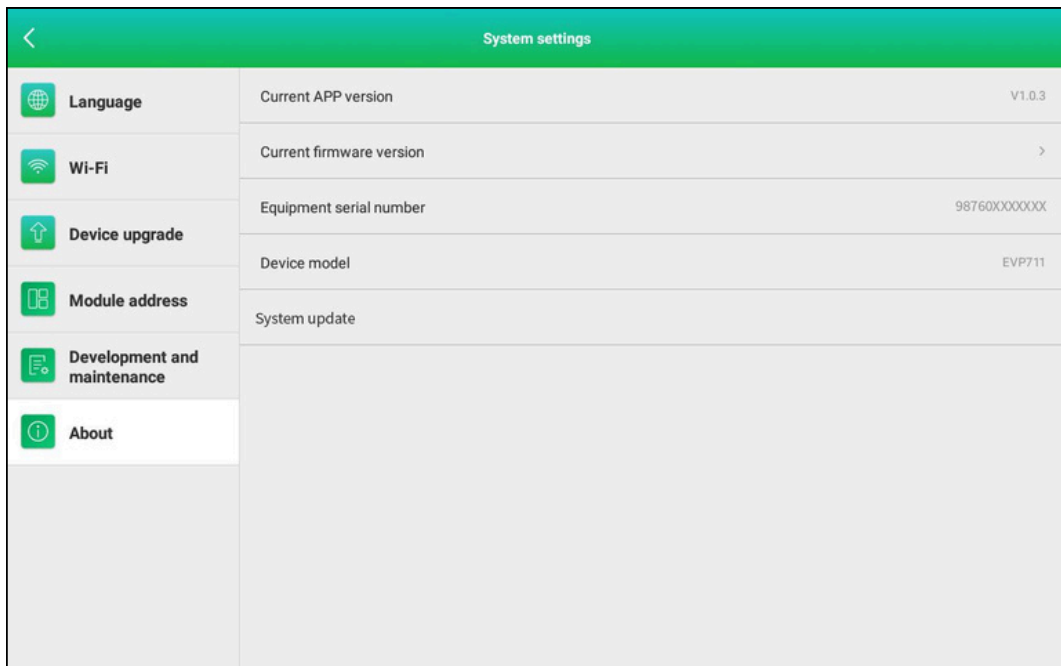 System settings
Language
Wi-Fi
Device upgrade
Module address
Development and
maintenance
About
Current APP version V1.0.3
Current firmware version
Equipment serial number 98760XXXXXXX
Device model EVP711
System update